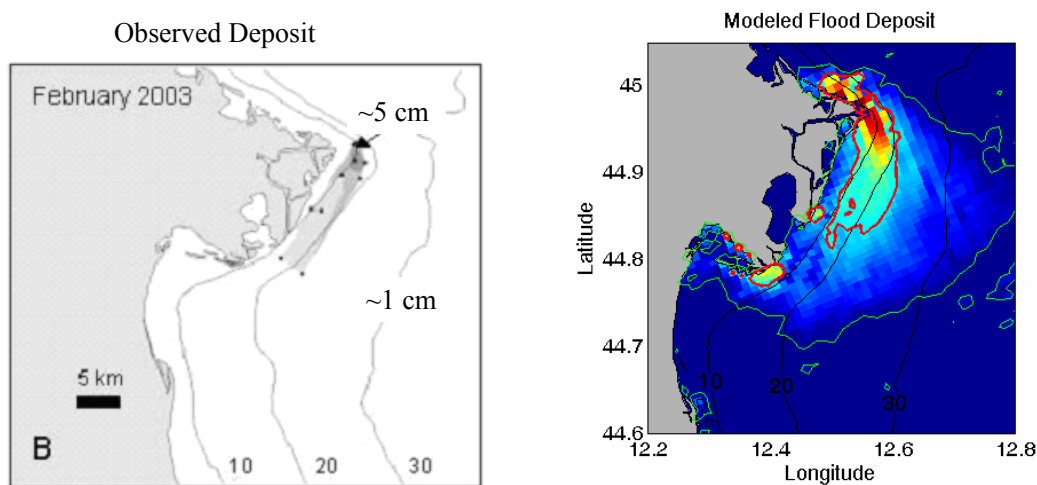 Observed Deposit
February 2003
~5 cm
~1 cm
5 km
B
10
20
30
Modeled Flood Deposit
Latitude
45
44.9
44.8
44.7
44.6
10
20
30
12.2
12.4
12.6
12.8
Longitude